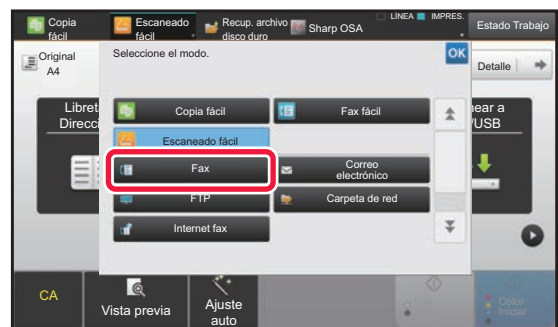 Copia
fácil
Escaneado
fácil
Recup. archivo
disco duro
Sharp OSA
LÍNEA
IMPRES.
Estado Trabajo
Original
A4
Seleccione el modo.
OK
Detalle
Copia fácil
Fax fácil
Escaneado fácil
Fax
Correo
electrónico
FTP
Carpeta de red
Internet fax
CA
Vista previa
Ajuste
auto
Color
Iniciar